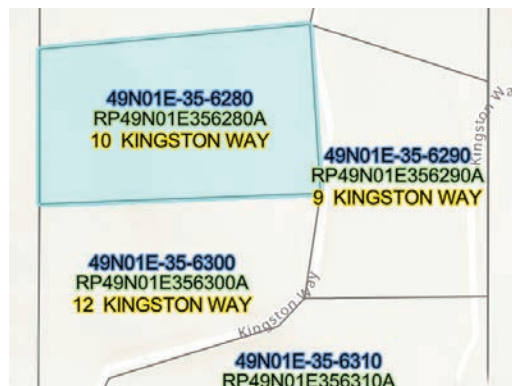 49N01E-35-6280
RP49N01E356280A
10 KINGSTON WAY
Kingston Wa
49N01E-35-6290
RP49N01E356290A
9 KINGSTON WAY
49N01E-35-6300
RP49N01E356300A
12 KINGSTON WAY
Kingston Way
49N01E-35-6310
RP49N01E356310A